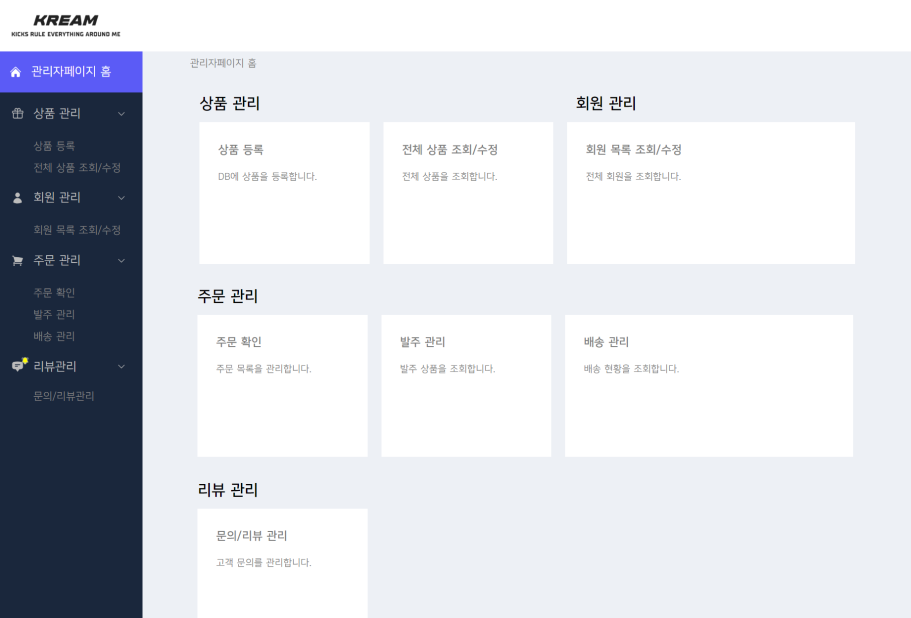 KREAM
KICKS RULE EVERYTHING AROUND ME
관리자페이지 홈
상품 관리
상품 등록
전체 상품 조회/수정
회원 관리
회원 목록 조회/수정
주문 관리
주문 확인
발주 관리
배송 관리
리뷰관리
문의/리뷰관리
관리자페이지 홈
상품 관리
회원 관리
상품 등록
DB에 상품을 등록합니다.
전체 상품 조회/수정
전체 상품을 조회합니다.
회원 목록 조회/수정
전체 회원을 조회합니다.
주문 관리
주문 확인
주문 목록을 관리합니다.
발주 관리
발주 상품을 조회합니다.
배송 관리
배송 현황을 조회합니다.
리뷰 관리
문의/리뷰 관리
고객 문의를 관리합니다.